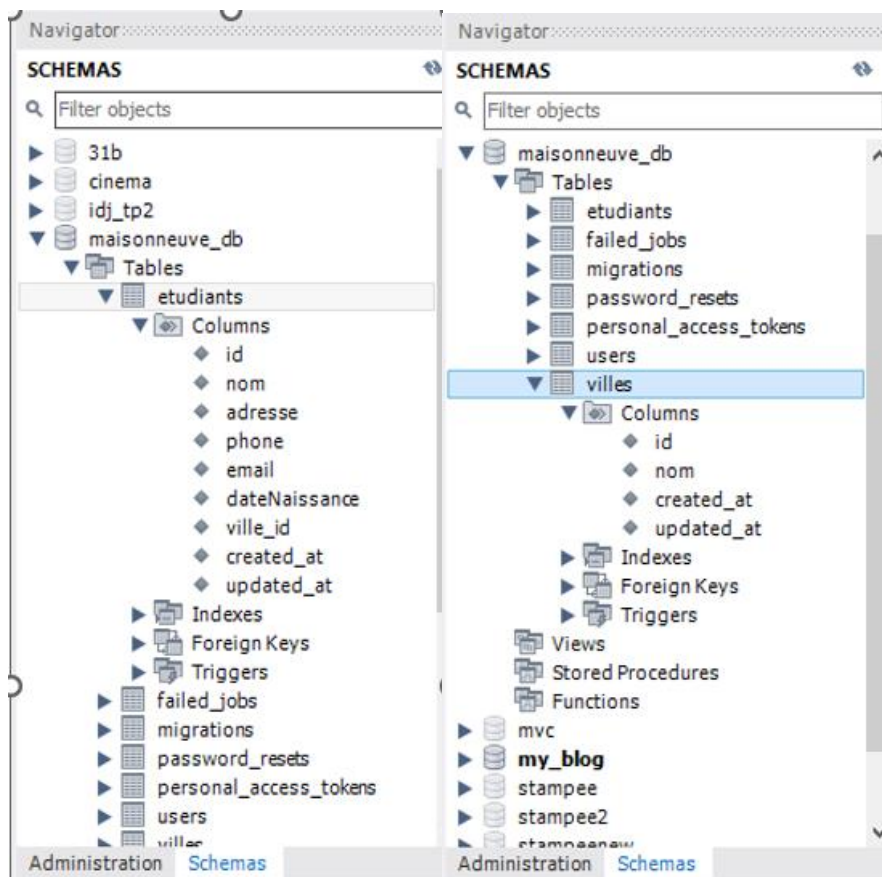 Navigator
SCHEMAS
Filter objects
31b
cinema
idj_tp2
maisonneuve_db
Tables
etudiants
Columns
id
nom
adresse
phone
email
dateNaissance
ville_id
created_at
updated_at
Indexes
Foreign Keys
Triggers
failed_jobs
migrations
password_resets
personal_access_tokens
users
villes
Administration Schemas
Navigator
SCHEMAS
Filter objects
maisonneuve_db
Tables
etudiants
failed_jobs
migrations
password_resets
personal_access_tokens
users
villes
Columns
id
nom
created_at
updated_at
Indexes
Foreign Keys
Triggers
Views
Stored Procedures
Functions
mvc
my_blog
stampee
stampee2
stampeenew
Administration Schemas